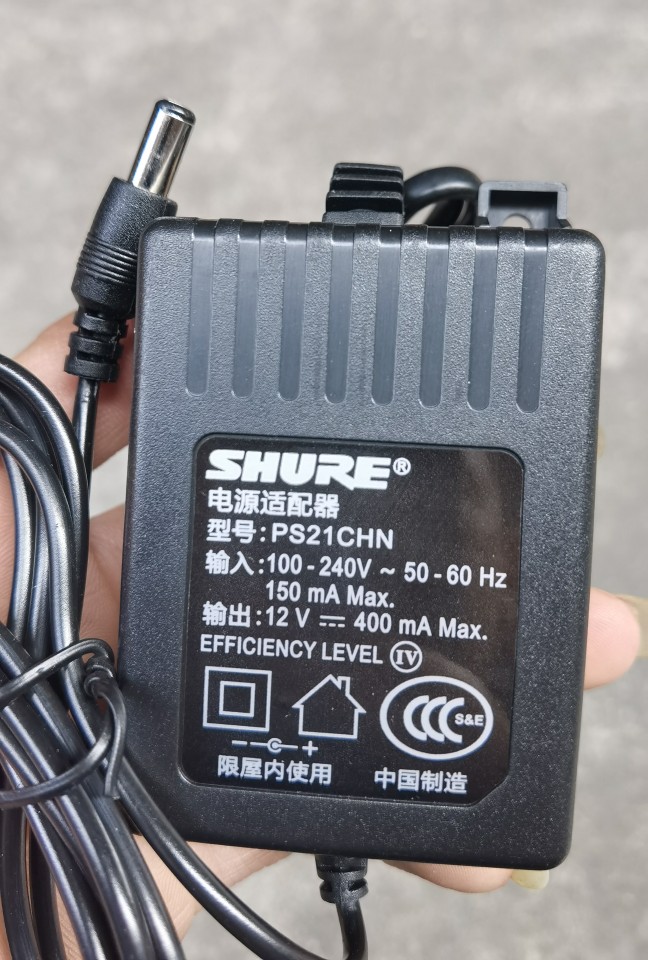 SHURE®
电源适配器
型号:PS21CHN
输入:100-240V ~ 50-60 Hz
150 mA Max.
输出:12 V ⎓ 400 mA Max.
EFFICIENCY LEVEL IV
CCC S&E
限屋内使用
中国制造